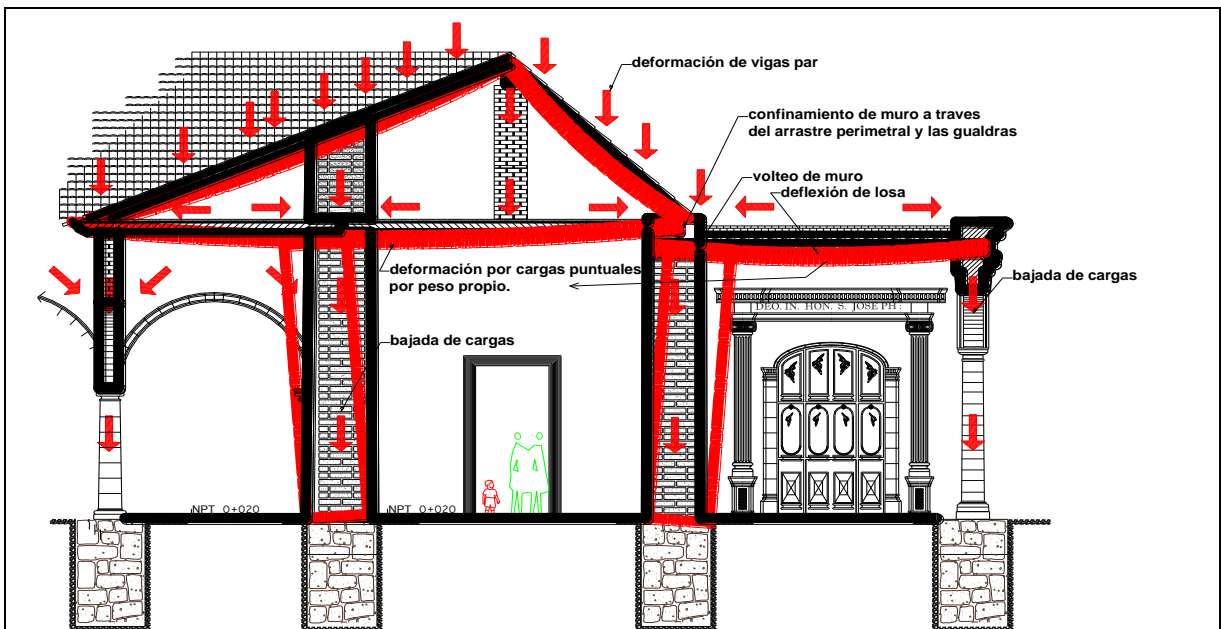 deformación de vigas par
confinamiento de muro a traves
del arrastre perimetral y las gualdras
volteo de muro
deflexión de losa
deformación por cargas puntuales
por peso propio.
bajada de cargas
bajada de cargas
DEO. IN. HON. S. JOSE PH.
NPT 0+020
NPT 0+020